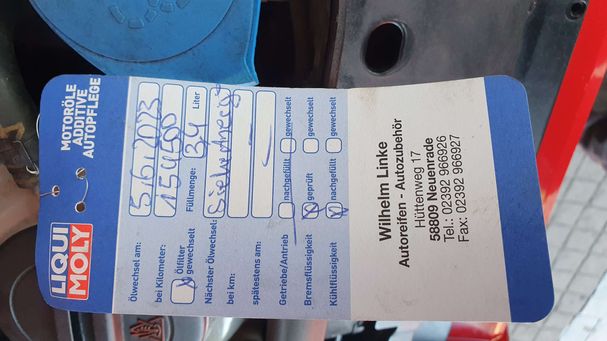 LIQUI
MOLY
MOTORÖLE
ADDITIVE
AUTOPFLEGE
Ölwechsel am: 5/6/2023
bei Kilometer: 154500
Ölfilter gewechselt Füllmenge: 3,4 Liter
Nächster Ölwechsel:
bei km:
spätestens am:
Getriebe/Antrieb nachgefüllt gewechselt
Bremsflüssigkeit geprüft gewechselt
Kühlflüssigkeit nachgefüllt gewechselt
Wilhelm Linke
Autoreifen - Autozubehör
Hüttenweg 17
58809 Neuenrade
Tel.: 02392 966926
Fax: 02392 966927